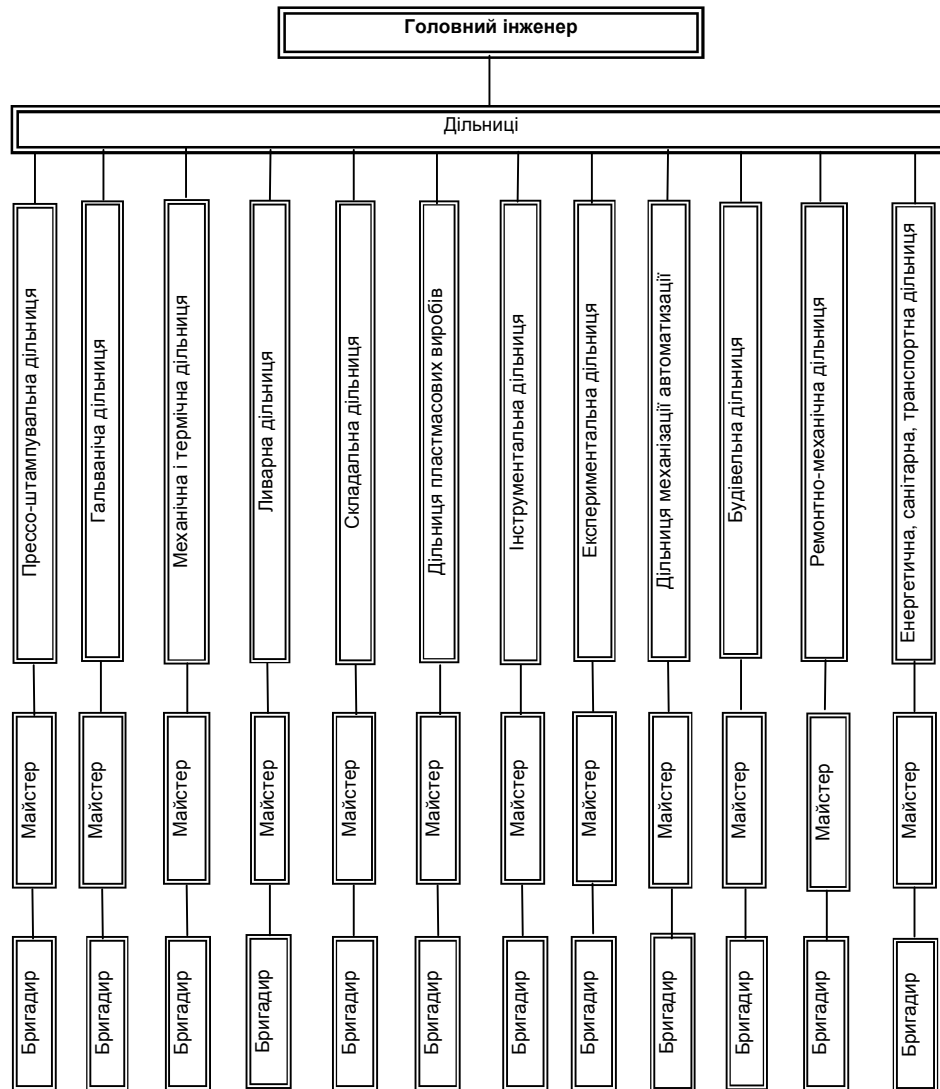 Головний інженер
Дільниці
Прессо-штампувальна дільниця
Гальваніча дільниця
Механічна і термічна дільниця
Ливарна дільниця
Складальна дільниця
Дільниця пластмасових виробів
Інструментальна дільниця
Експериментальна дільниця
Дільниця механізації автоматизації
Будівельна дільниця
Ремонтно-механічна дільниця
Енергетична, санітарна, транспортна дільниця
Майстер
Майстер
Майстер
Майстер
Майстер
Майстер
Майстер
Майстер
Майстер
Майстер
Майстер
Майстер
Бригадир
Бригадир
Бригадир
Бригадир
Бригадир
Бригадир
Бригадир
Бригадир
Бригадир
Бригадир
Бригадир
Бригадир